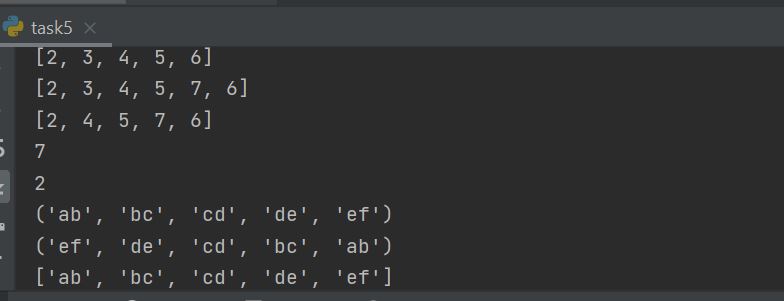 task5
[2, 3, 4, 5, 6]
[2, 3, 4, 5, 7, 6]
[2, 4, 5, 7, 6]
7
2
('ab', 'bc', 'cd', 'de', 'ef')
('ef', 'de', 'cd', 'bc', 'ab')
['ab', 'bc', 'cd', 'de', 'ef']